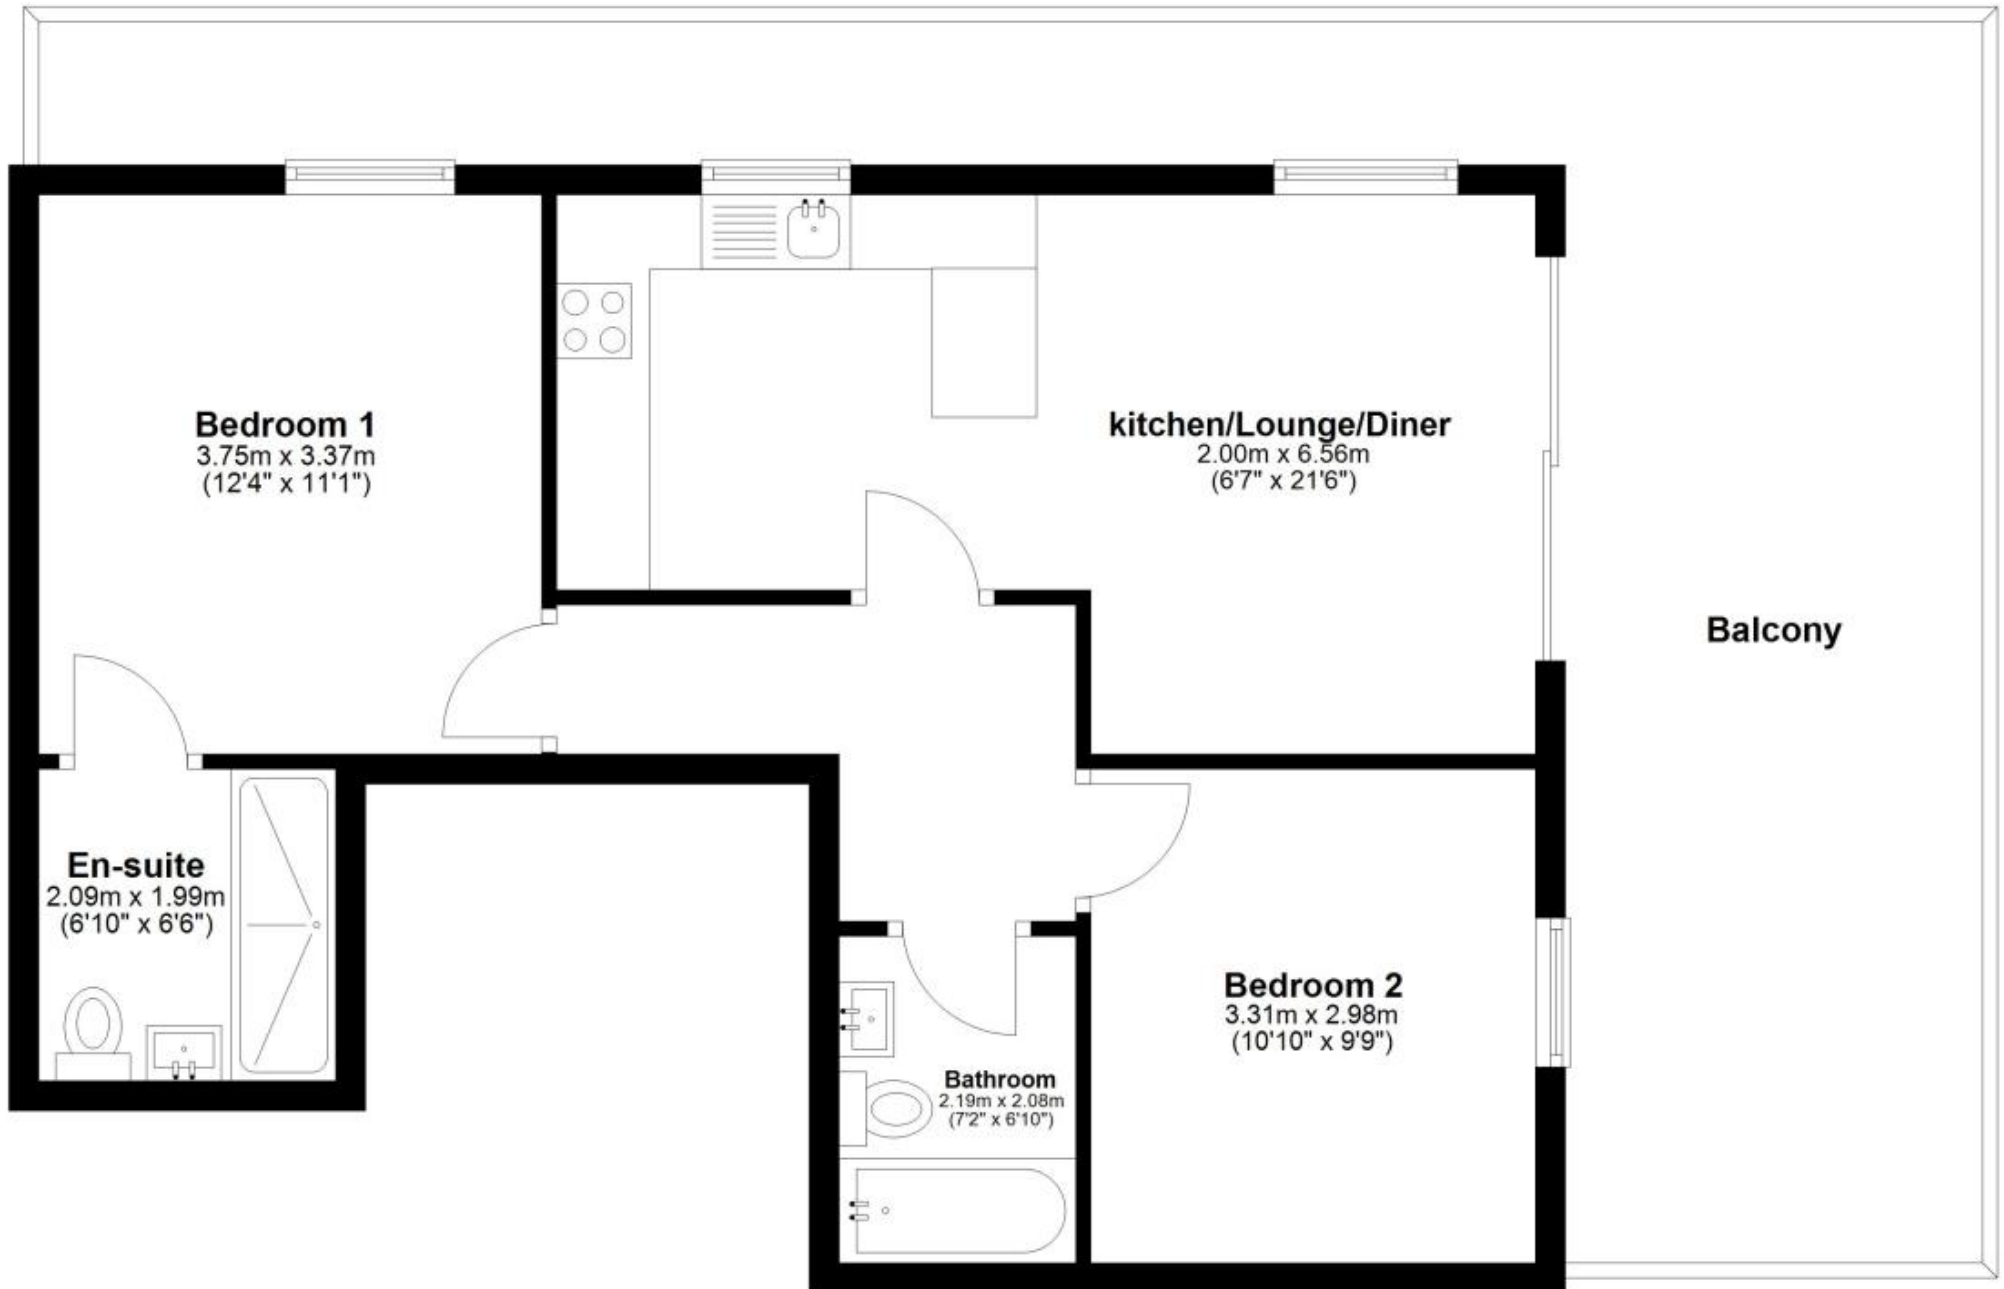 Bedroom 1
3.75m x 3.37m
(12'4" x 11'1")
kitchen/Lounge/Diner
2.00m x 6.56m
(6'7" x 21'6")
Balcony
En-suite
2.09m x 1.99m
(6'10" x 6'6")
Bedroom 2
3.31m x 2.98m
(10'10" x 9'9")
Bathroom
2.19m x 2.08m
(7'2" x 6'10")